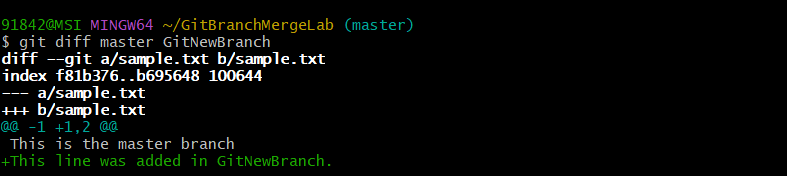 91842@MSI MINGW64 ~/GitBranchMergeLab (master)
$ git diff master GitNewBranch
diff --git a/sample.txt b/sample.txt
index f81b376..b695648 100644
--- a/sample.txt
+++ b/sample.txt
@@ -1 +1,2 @@
 This is the master branch
+This line was added in GitNewBranch.